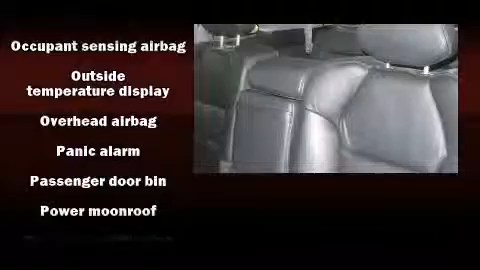 Occupant sensing airbag
Outside
temperature display
Overhead airbag
Panic alarm
Passenger door bin
Power moonroof